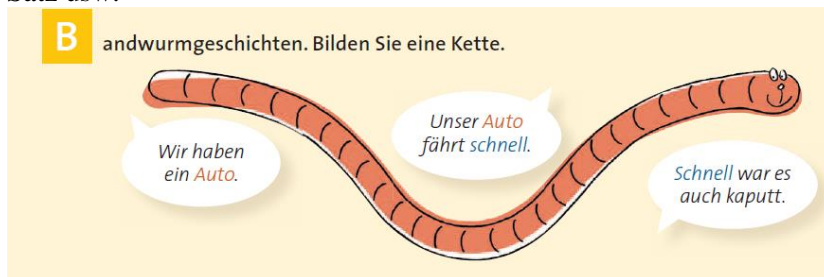 B andwurmgeschichten. Bilden Sie eine Kette.
Wir haben
ein Auto.
Unser Auto
fährt schnell.
Schnell war es
auch kaputt.